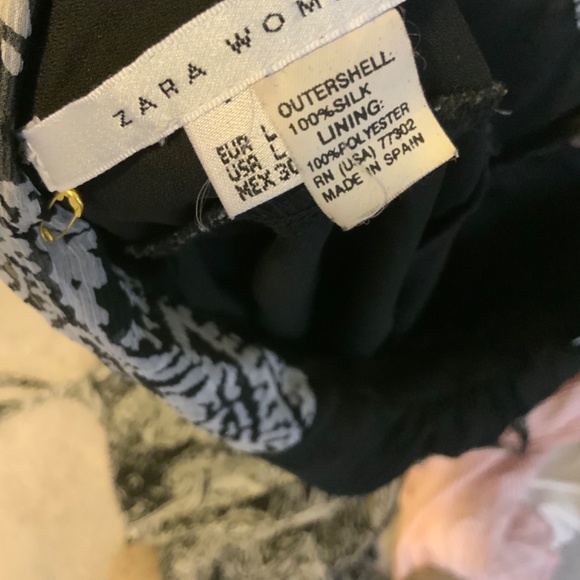 ZARA WOM
EUR L
USA L
MEX 30
OUTERSHELL:
100%SILK
LINING:
100%POLYESTER
RN (USA) 77302
MADE IN SPAIN